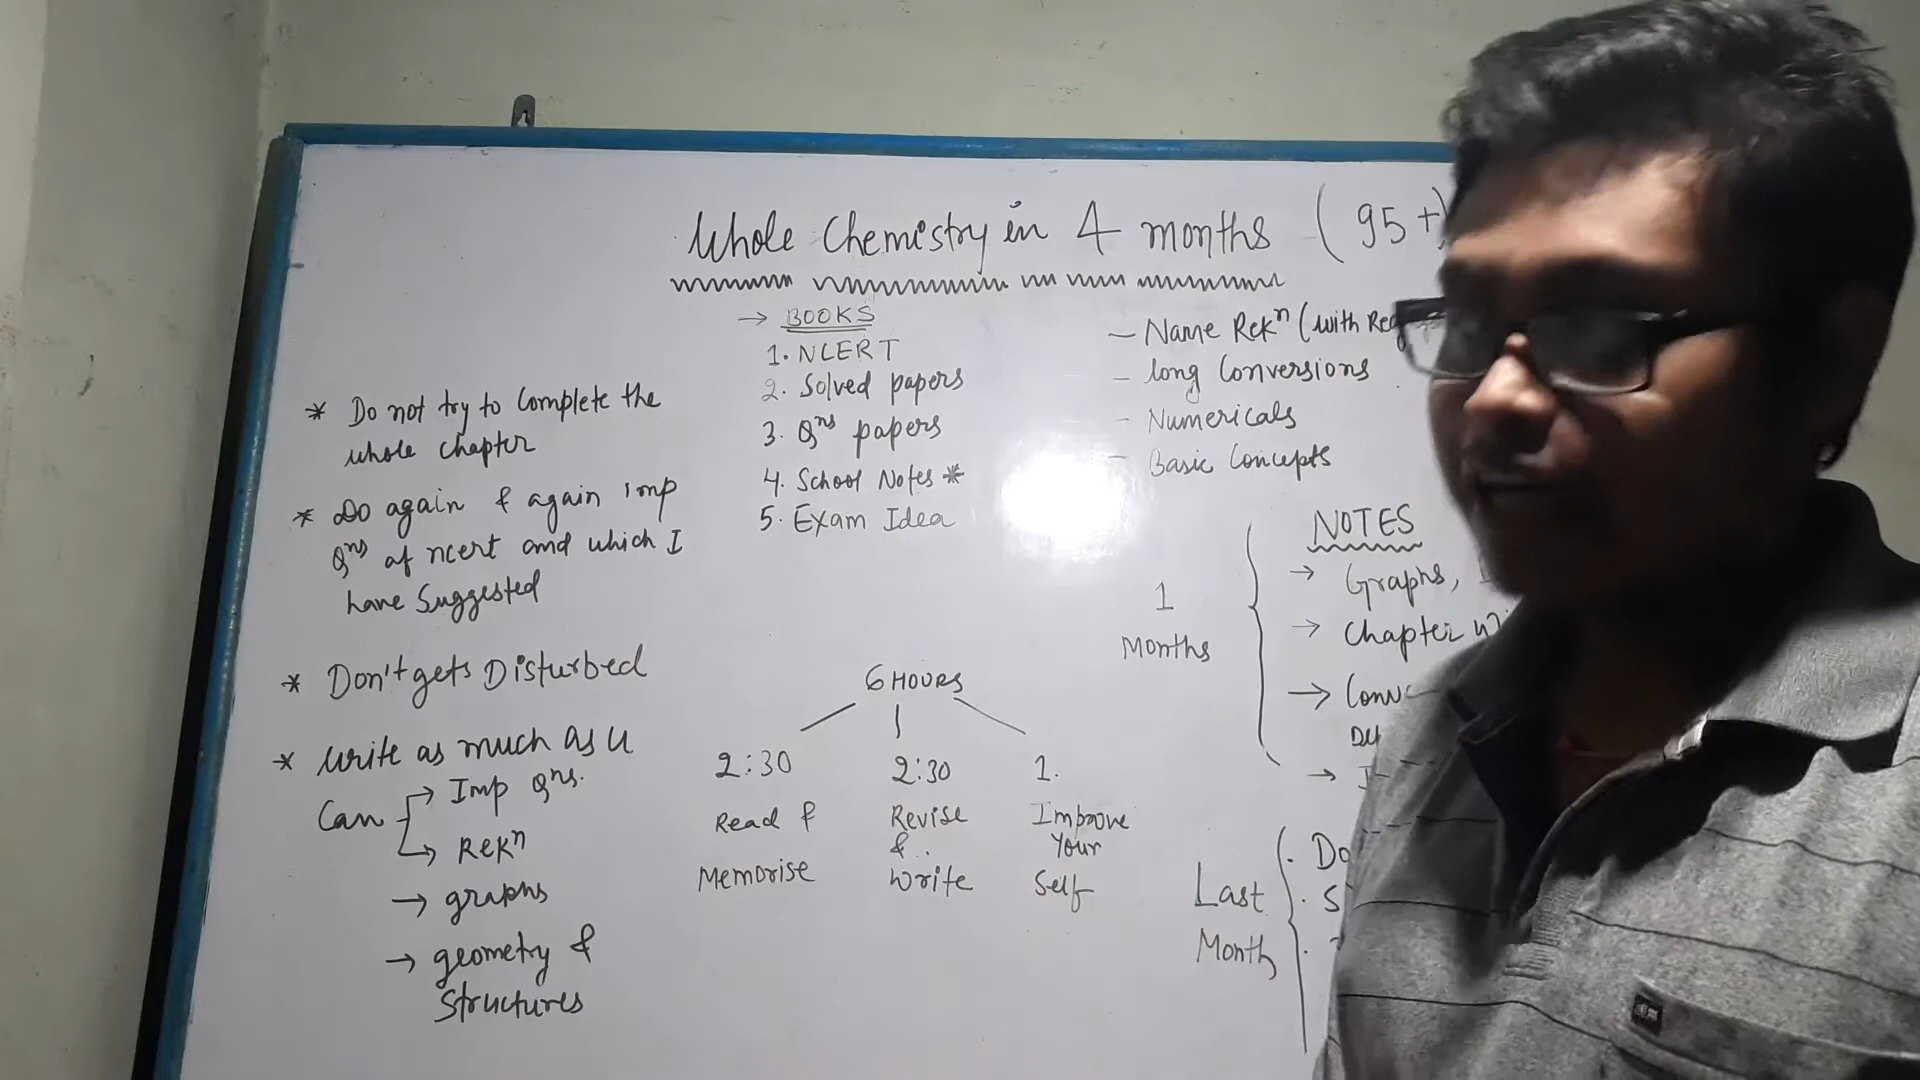 Whole Chemistry in 4 months (95+)
→ BOOKS
1. NCERT
2. Solved papers
3. Qns papers
4. School Notes *
5. Exam Idea
* Do not try to Complete the
whole chapter
* Do again & again imp
Qns of ncert and which I
have Suggested
* Don't gets Disturbed
* Write as much as u
Can → Imp Qns.
→ Rekn
→ graphs
→ geometry &
Structures
6 HOURS
2:30 2:30 1.
Read & Revise Improve
& Your
Memorise Write Self
- Name Rekn (with
- long Conversions
- Numericals
- Basic Concepts
1
Months
NOTES
→ Graphs,
→ Chapter
→
→
Last
Month